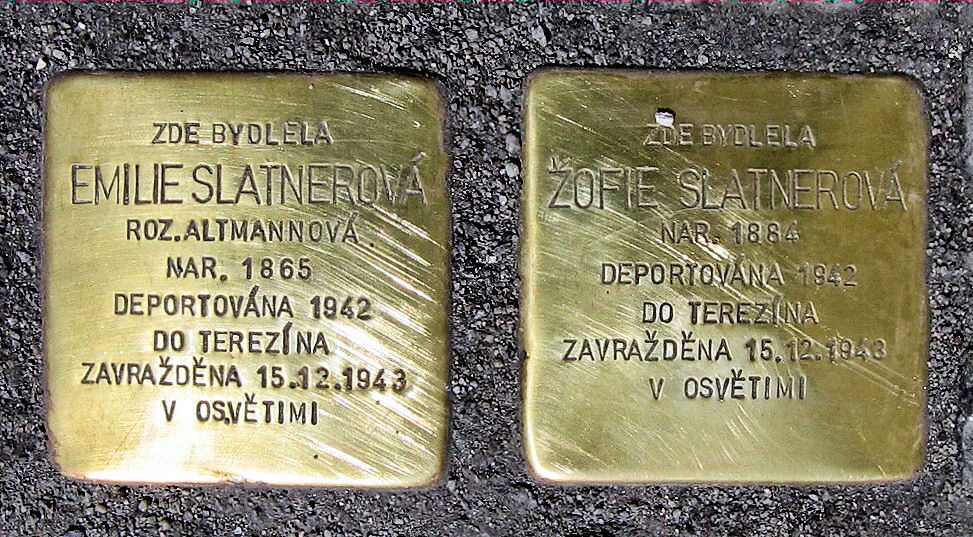 ZDE BYDLELA
EMILIE SLATNEROVÁ
ROZ. ALTMANNOVÁ
NAR. 1865
DEPORTOVÁNA 1942
DO TEREZÍNA
ZAVRAŽDĚNA 15.12.1943
V OSVĚTIMI
ZDE BYDLELA
ŽOFIE SLATNEROVÁ
NAR. 1884
DEPORTOVÁNA 1942
DO TEREZÍNA
ZAVRAŽDĚNA 15.12.1943
V OSVĚTIMI